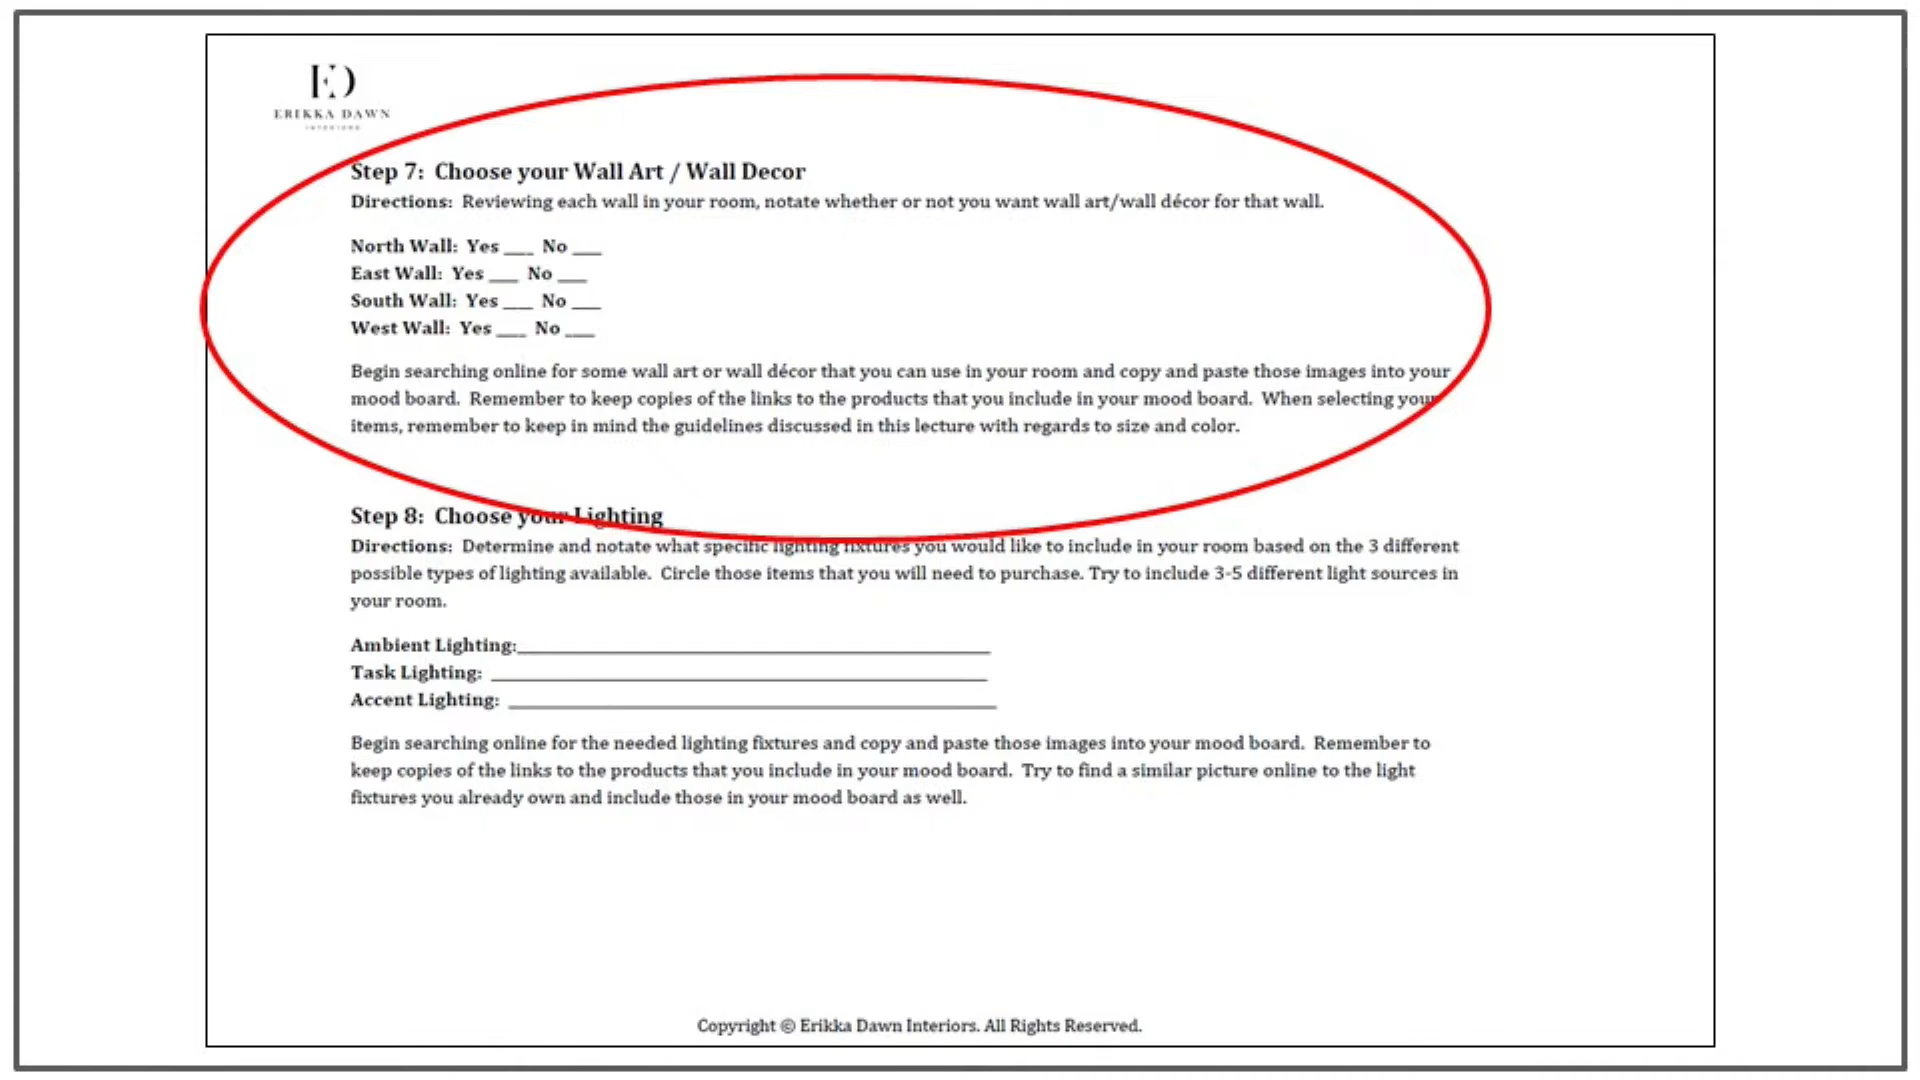 ED
ERIKKA DAWN
INTERIORS
Step 7:  Choose your Wall Art / Wall Decor
Directions:  Reviewing each wall in your room, notate whether or not you want wall art/wall décor for that wall.
North Wall:  Yes ___  No ___
East Wall:  Yes ___  No ___
South Wall:  Yes ___  No ___
West Wall:  Yes ___  No ___
Begin searching online for some wall art or wall décor that you can use in your room and copy and paste those images into your
mood board.  Remember to keep copies of the links to the products that you include in your mood board.  When selecting your
items, remember to keep in mind the guidelines discussed in this lecture with regards to size and color.
Step 8:  Choose your Lighting
Directions:  Determine and notate what specific lighting fixtures you would like to include in your room based on the 3 different
possible types of lighting available.  Circle those items that you will need to purchase. Try to include 3-5 different light sources in
your room.
Ambient Lighting:_______________________________________________
Task Lighting:  _________________________________________________
Accent Lighting:  ________________________________________________
Begin searching online for the needed lighting fixtures and copy and paste those images into your mood board.  Remember to
keep copies of the links to the products that you include in your mood board.  Try to find a similar picture online to the light
fixtures you already own and include those in your mood board as well.
Copyright © Erikka Dawn Interiors. All Rights Reserved.